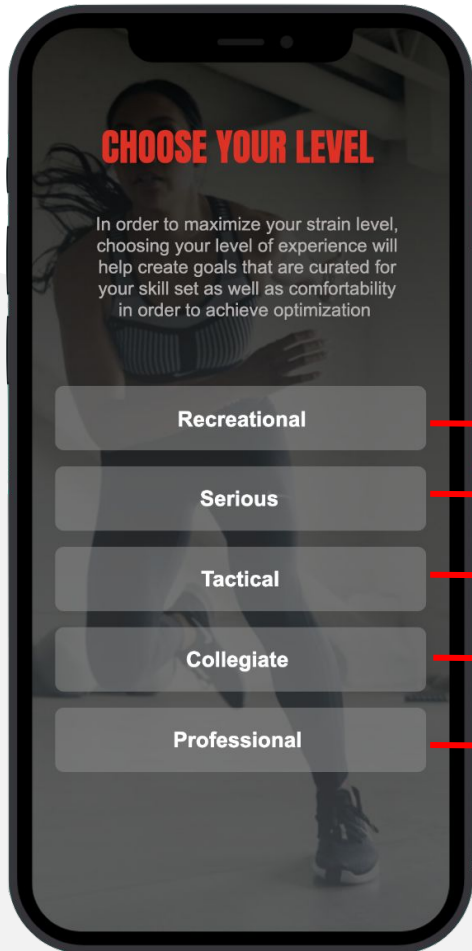 CHOOSE YOUR LEVEL
In order to maximize your strain level,
choosing your level of experience will
help create goals that are curated for
your skill set as well as comfortability
in order to achieve optimization
Recreational
Serious
Tactical
Collegiate
Professional